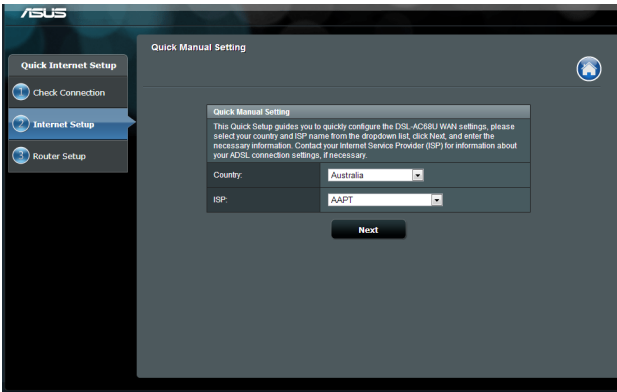 ASUS
Quick Internet Setup
1 Check Connection
2 Internet Setup
3 Router Setup
Quick Manual Setting
Quick Manual Setting
This Quick Setup guides you to quickly configure the DSL-AC68U WAN settings, please
select your country and ISP name from the dropdown list, click Next, and enter the
necessary information. Contact your Internet Service Provider (ISP) for information about
your ADSL connection settings, if necessary.
Country: Australia
ISP: AAPT
Next